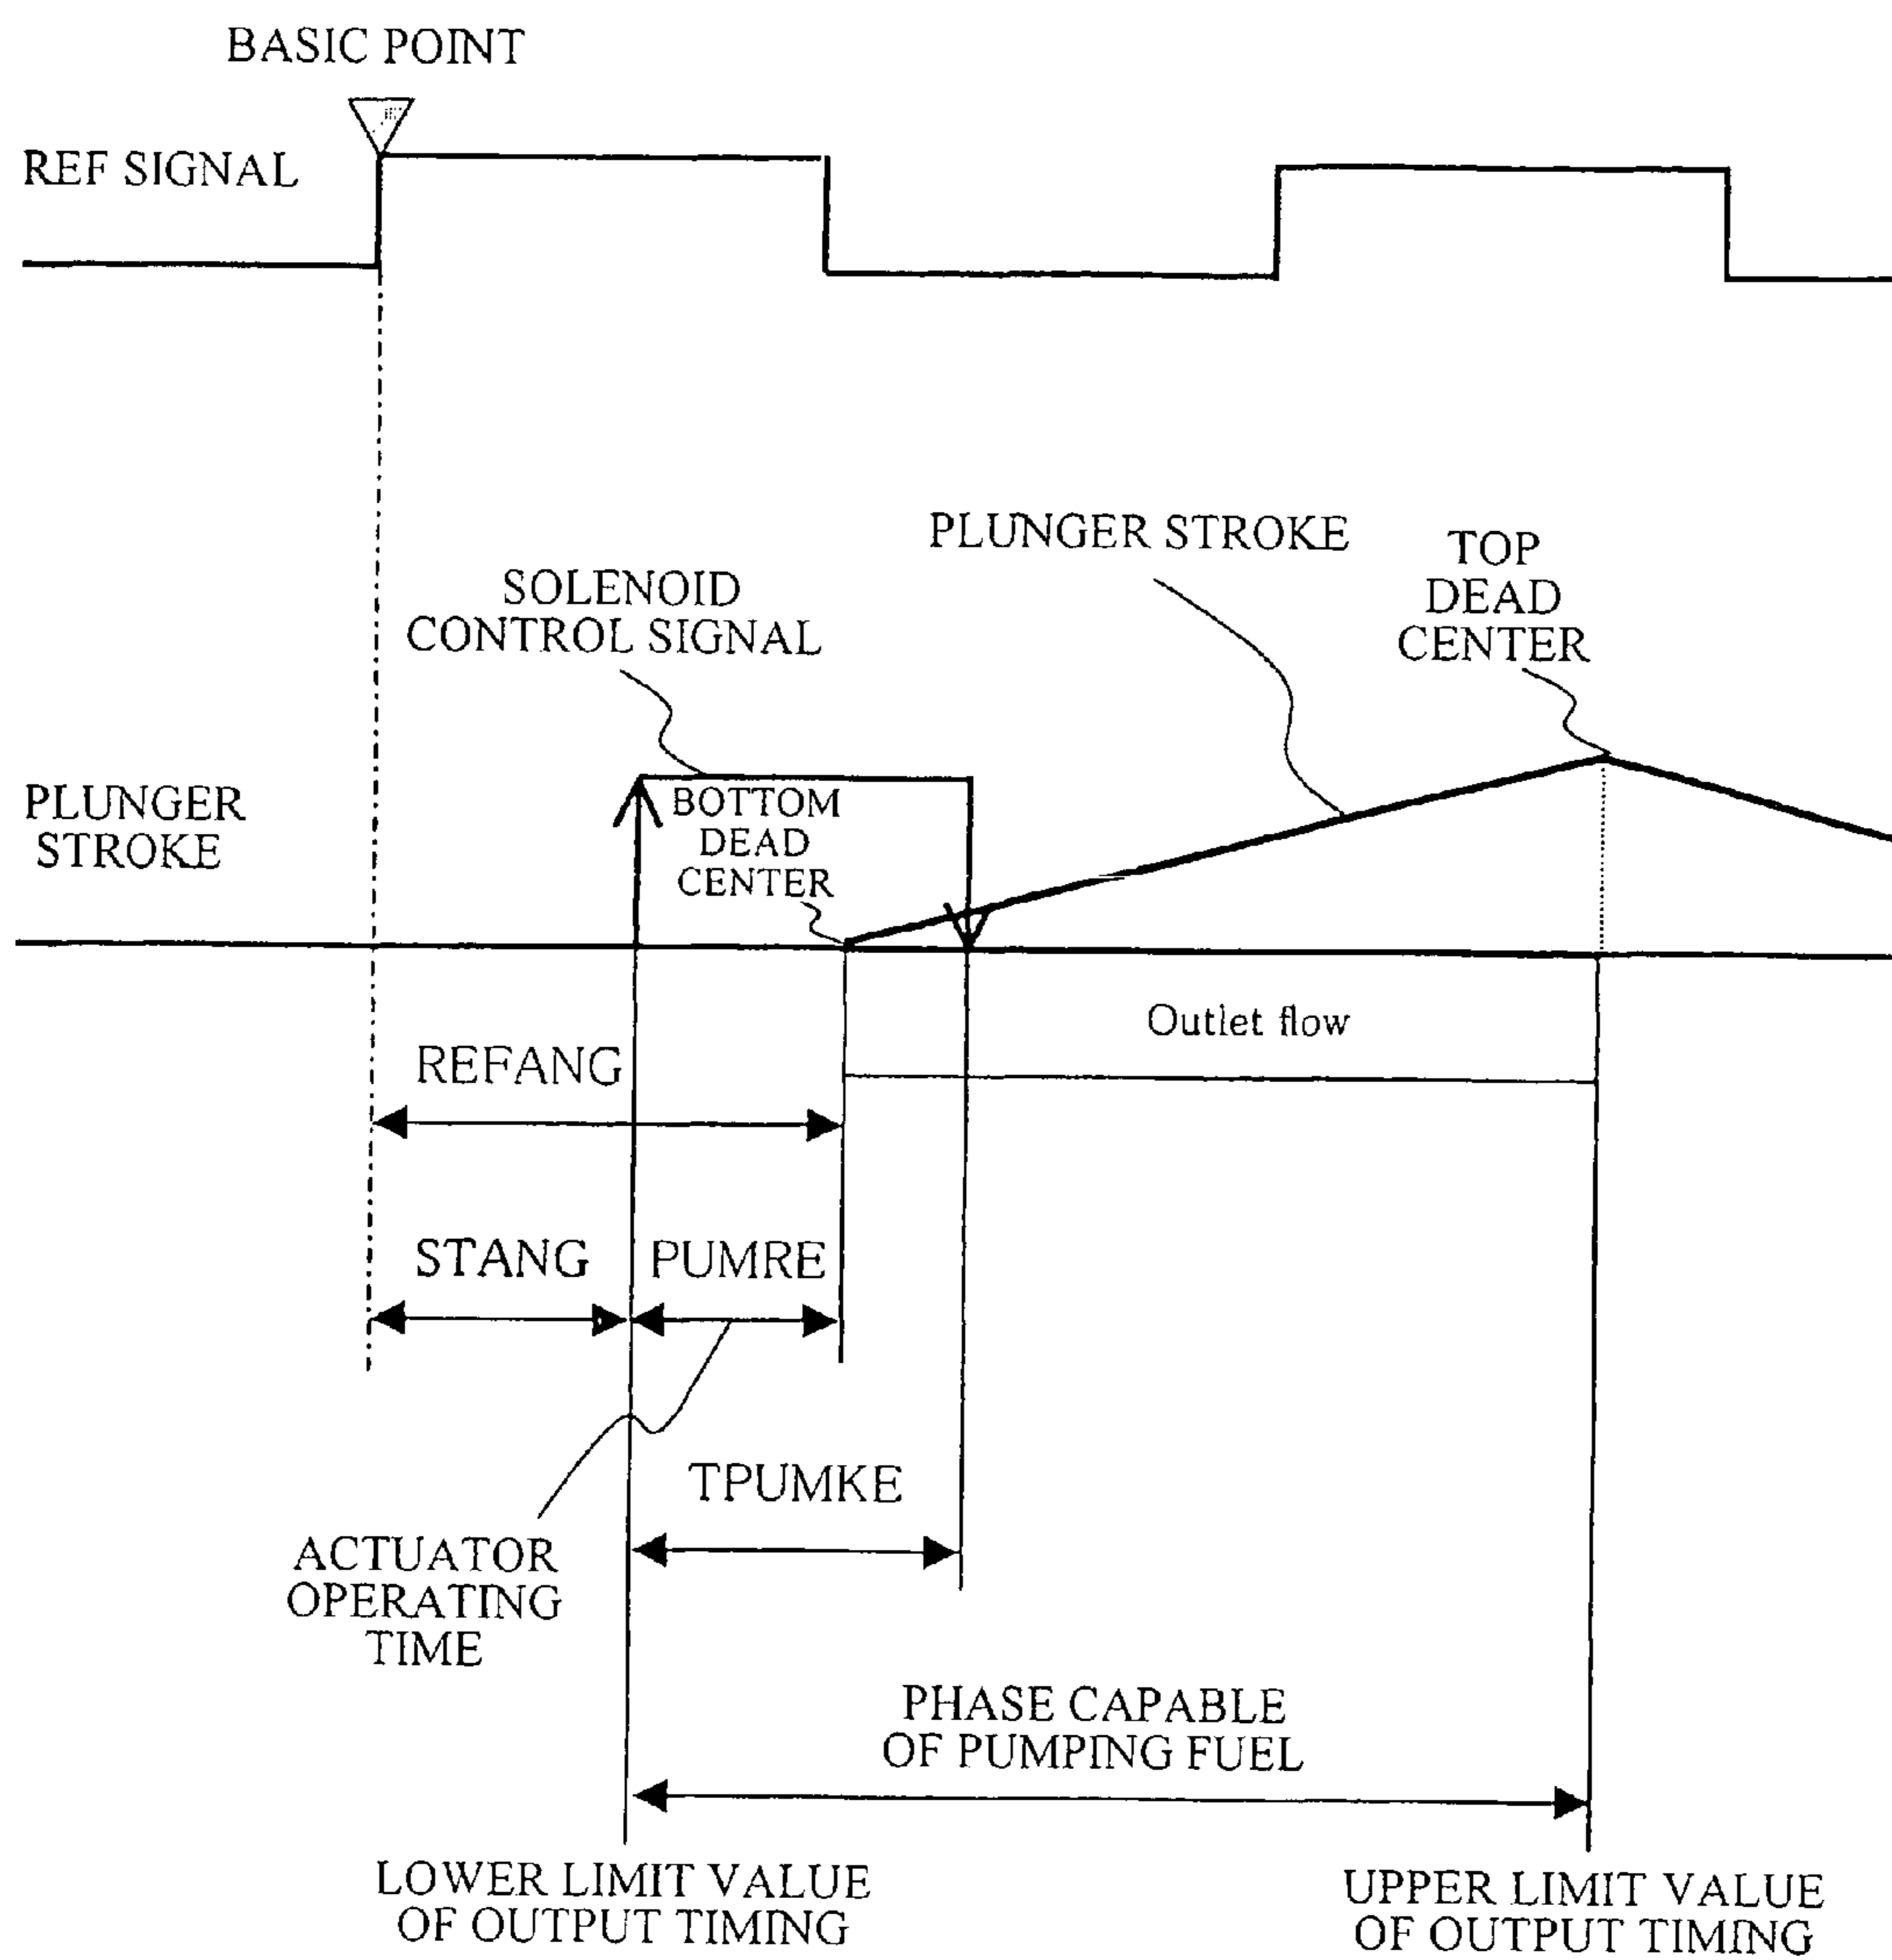 BASIC POINT
REF SIGNAL
PLUNGER STROKE
TOP
DEAD
CENTER
SOLENOID
CONTROL SIGNAL
PLUNGER
STROKE
BOTTOM
DEAD
CENTER
Outlet flow
REFANG
STANG
PUMRE
TPUMKE
ACTUATOR
OPERATING
TIME
PHASE CAPABLE
OF PUMPING FUEL
LOWER LIMIT VALUE
OF OUTPUT TIMING
UPPER LIMIT VALUE
OF OUTPUT TIMING